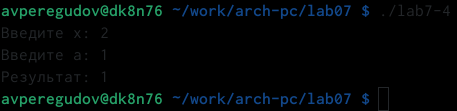 avperegudov@dk8n76 ~/work/arch-pc/lab07 $ ./lab7-4
Введите x: 2
Введите а: 1
Результат: 1
avperegudov@dk8n76 ~/work/arch-pc/lab07 $